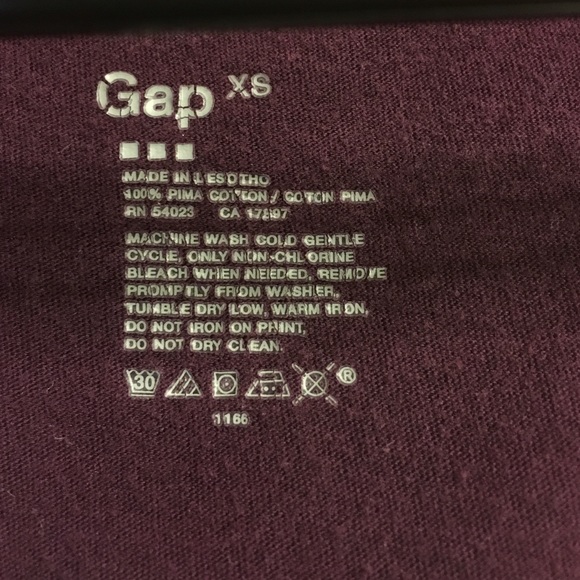 Gap XS
MADE IN LESOTHO
100% PIMA COTTON / COTON PIMA
RN 54023 CA 17897
MACHINE WASH COLD GENTLE
CYCLE, ONLY NON-CHLORINE
BLEACH WHEN NEEDED, REMOVE
PROMPTLY FROM WASHER,
TUMBLE DRY LOW, WARM IRON,
DO NOT IRON ON PRINT,
DO NOT DRY CLEAN.
30 ®
1166